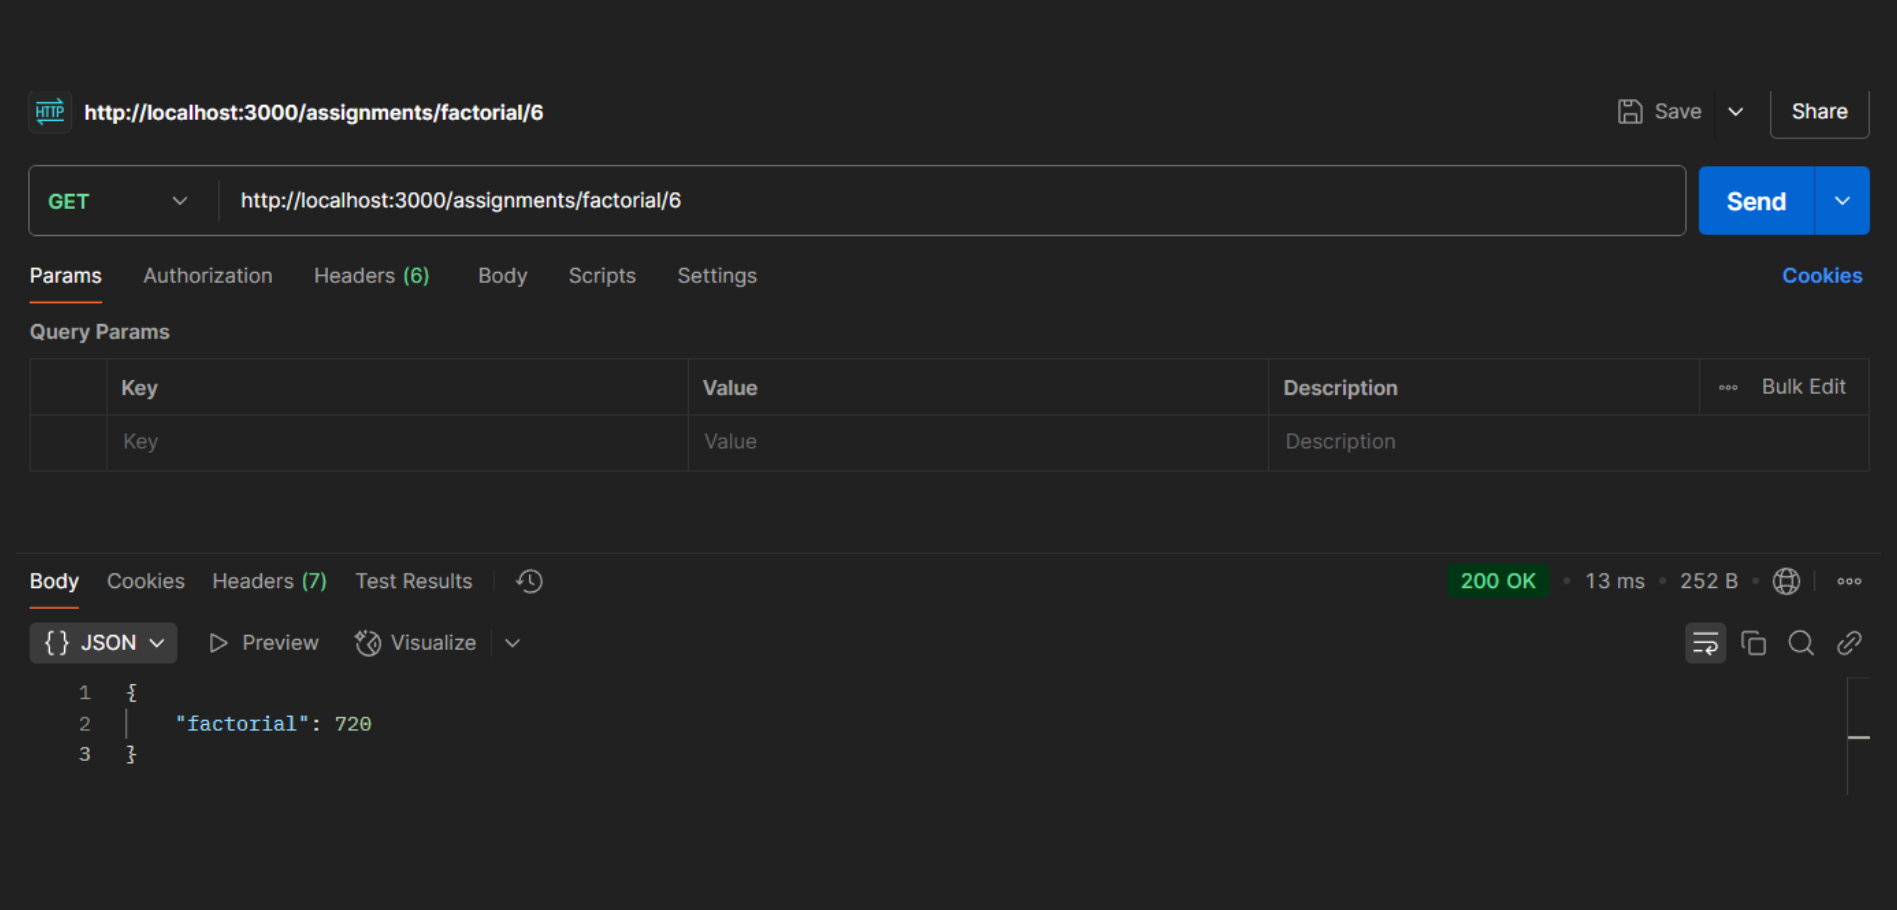 HTTP http://localhost:3000/assignments/factorial/6 Save Share
GET http://localhost:3000/assignments/factorial/6 Send
Params Authorization Headers (6) Body Scripts Settings Cookies
Query Params
Key Value Description Bulk Edit
Key Value Description
Body Cookies Headers (7) Test Results 200 OK • 13 ms • 252 B •
{} JSON Preview Visualize
1 {
2 "factorial": 720
3 }